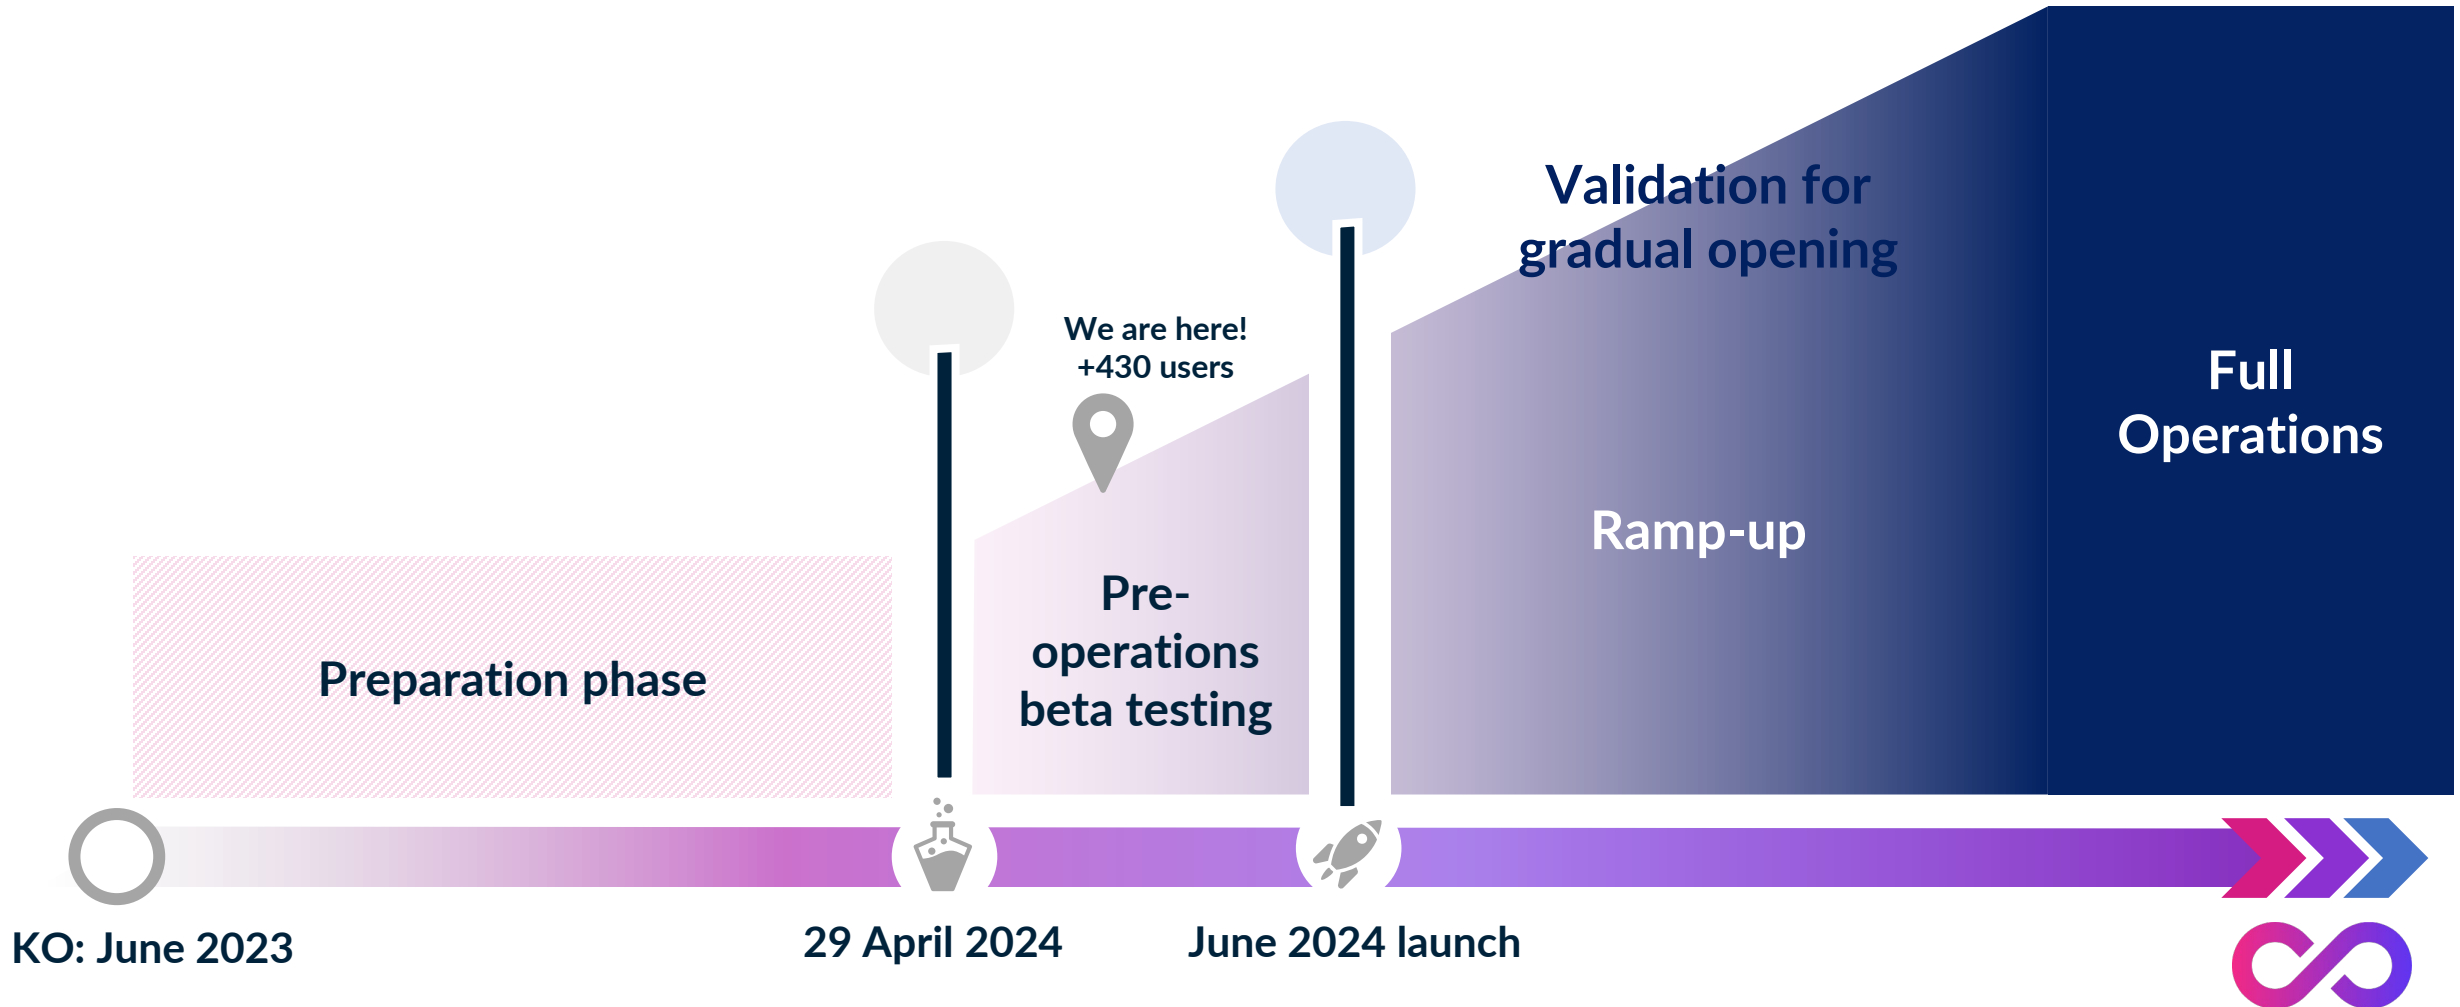 Validation for
gradual opening
We are here!
+430 users
Full
Operations
Ramp-up
Pre-
operations
beta testing
Preparation phase
KO: June 2023
29 April 2024
June 2024 launch